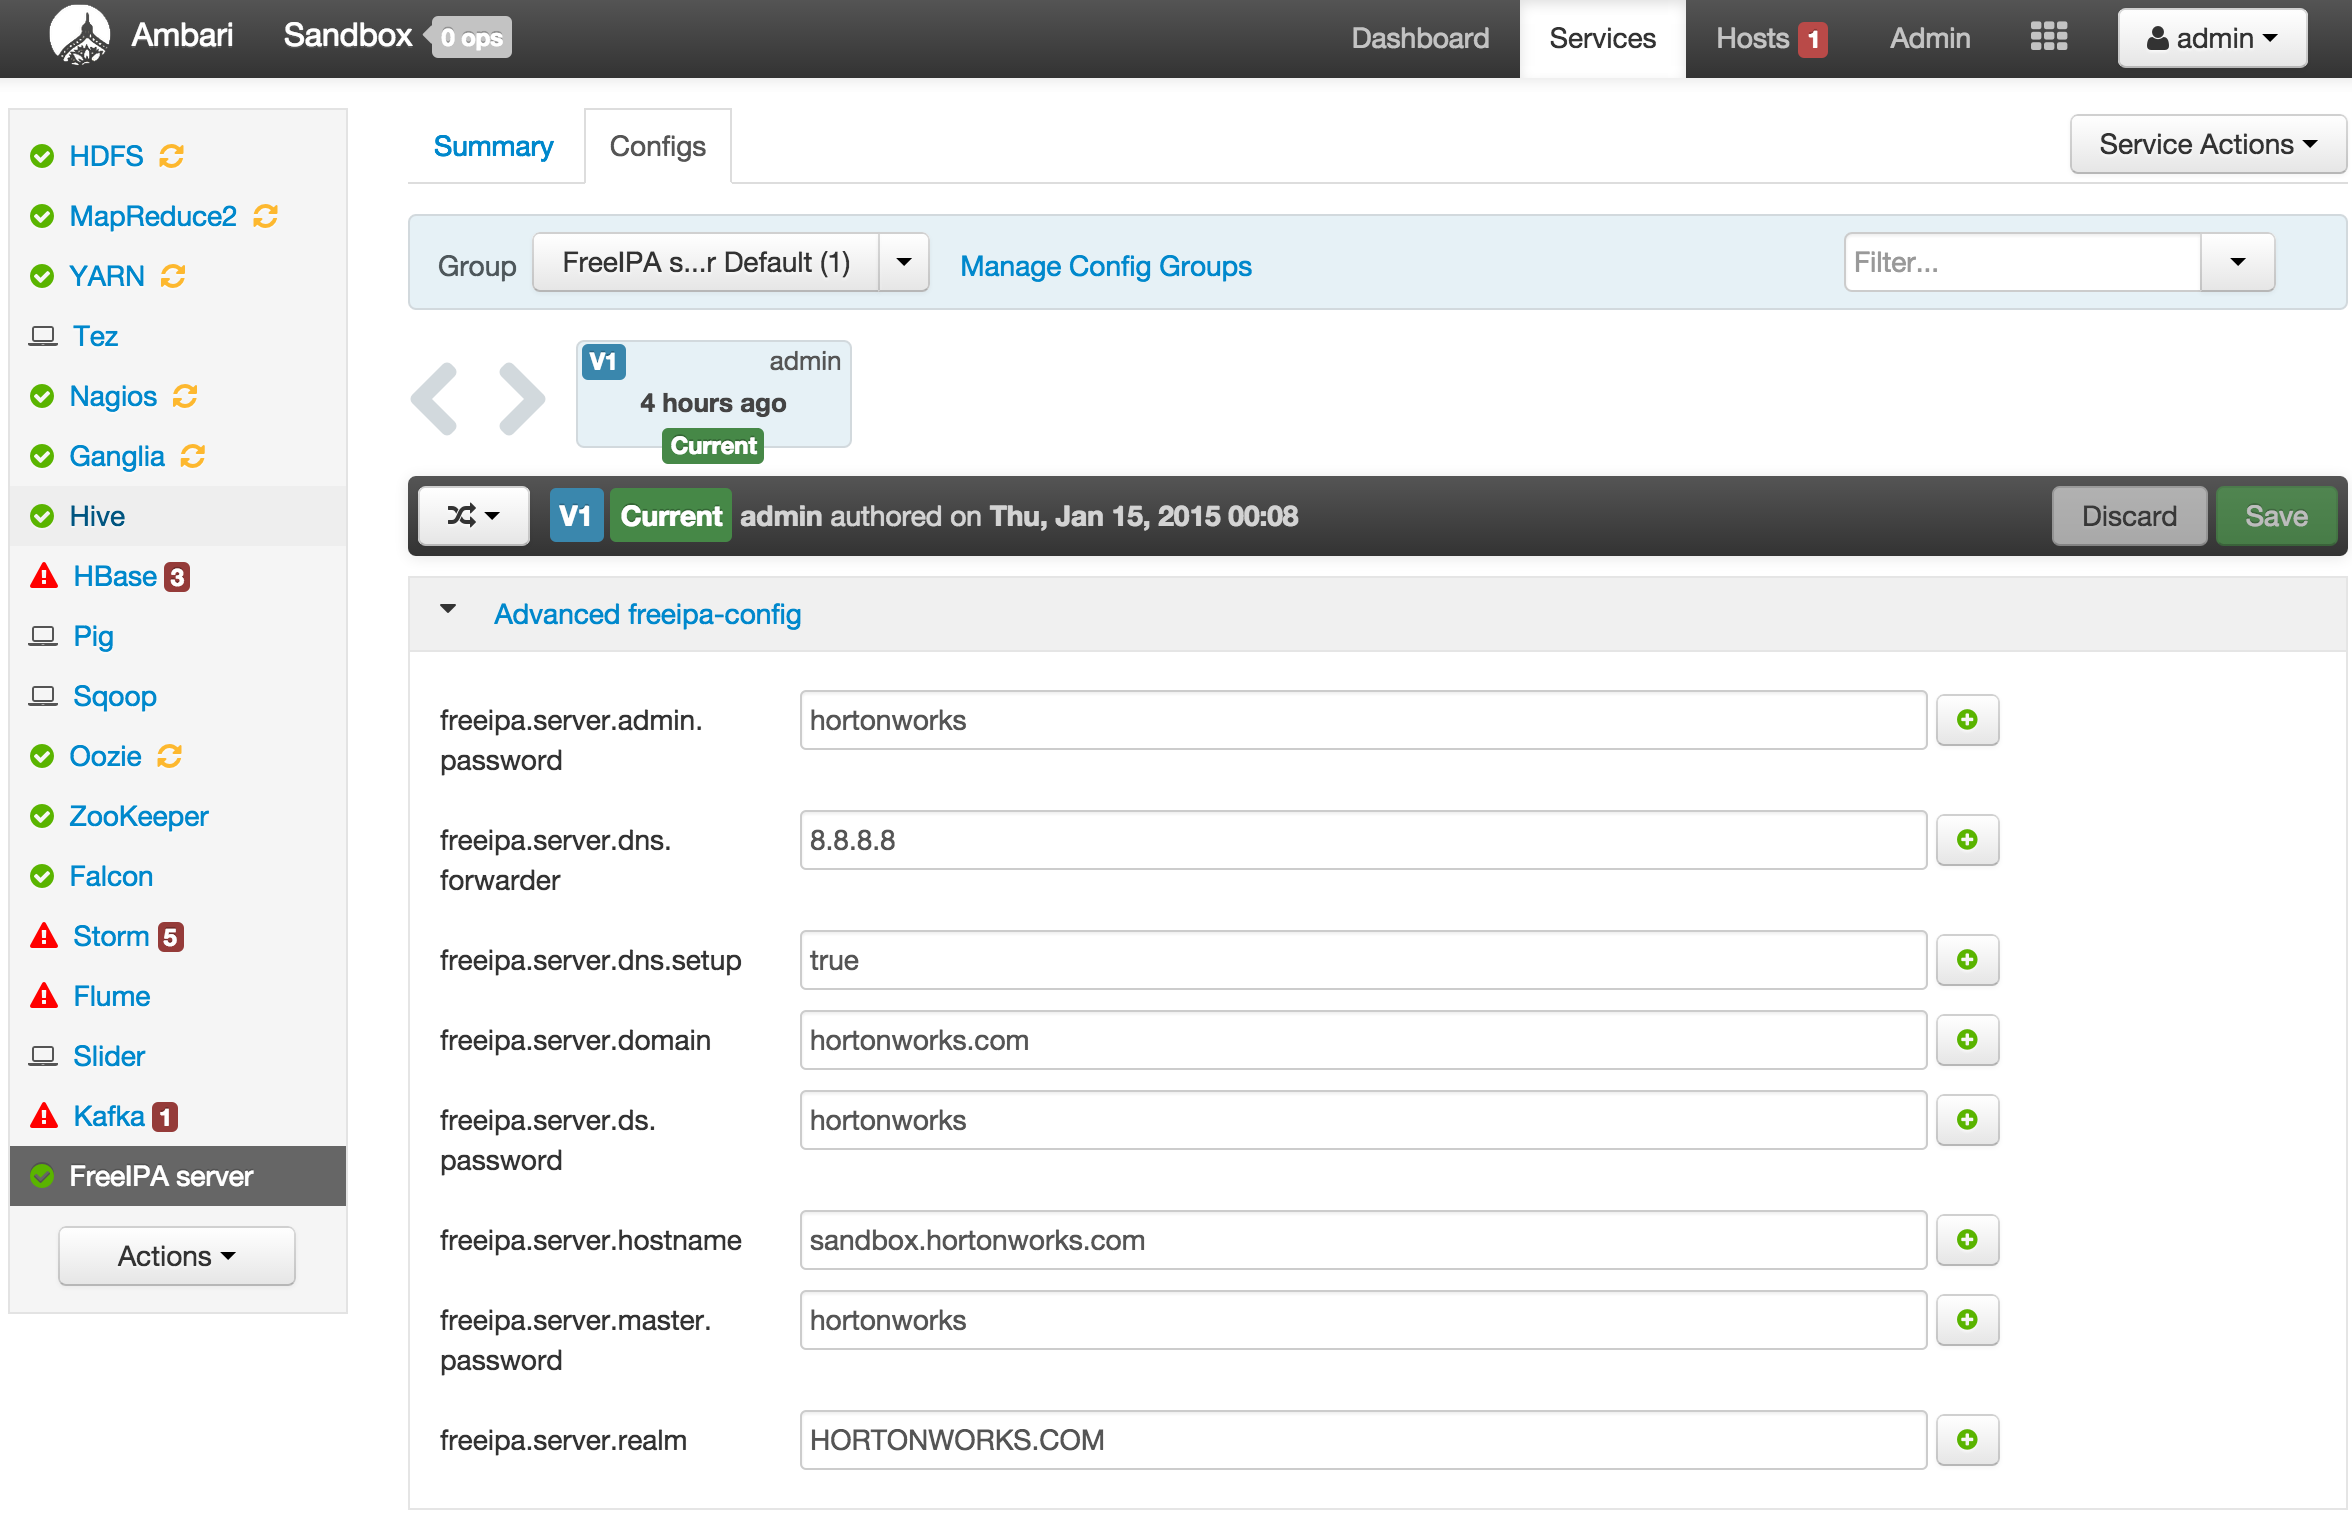 Ambari Sandbox 0 ops Dashboard Services Hosts 1 Admin admin
HDFS
MapReduce2
YARN
Tez
Nagios
Ganglia
Hive
HBase 3
Pig
Sqoop
Oozie
ZooKeeper
Falcon
Storm 5
Flume
Slider
Kafka 1
FreeIPA server
Actions
Summary Configs Service Actions
Group FreeIPA s...r Default (1) Manage Config Groups Filter...
V1 admin
4 hours ago
Current
V1 Current admin authored on Thu, Jan 15, 2015 00:08 Discard Save
Advanced freeipa-config
freeipa.server.admin. hortonworks
password
freeipa.server.dns. 8.8.8.8
forwarder
freeipa.server.dns.setup true
freeipa.server.domain hortonworks.com
freeipa.server.ds. hortonworks
password
freeipa.server.hostname sandbox.hortonworks.com
freeipa.server.master. hortonworks
password
freeipa.server.realm HORTONWORKS.COM